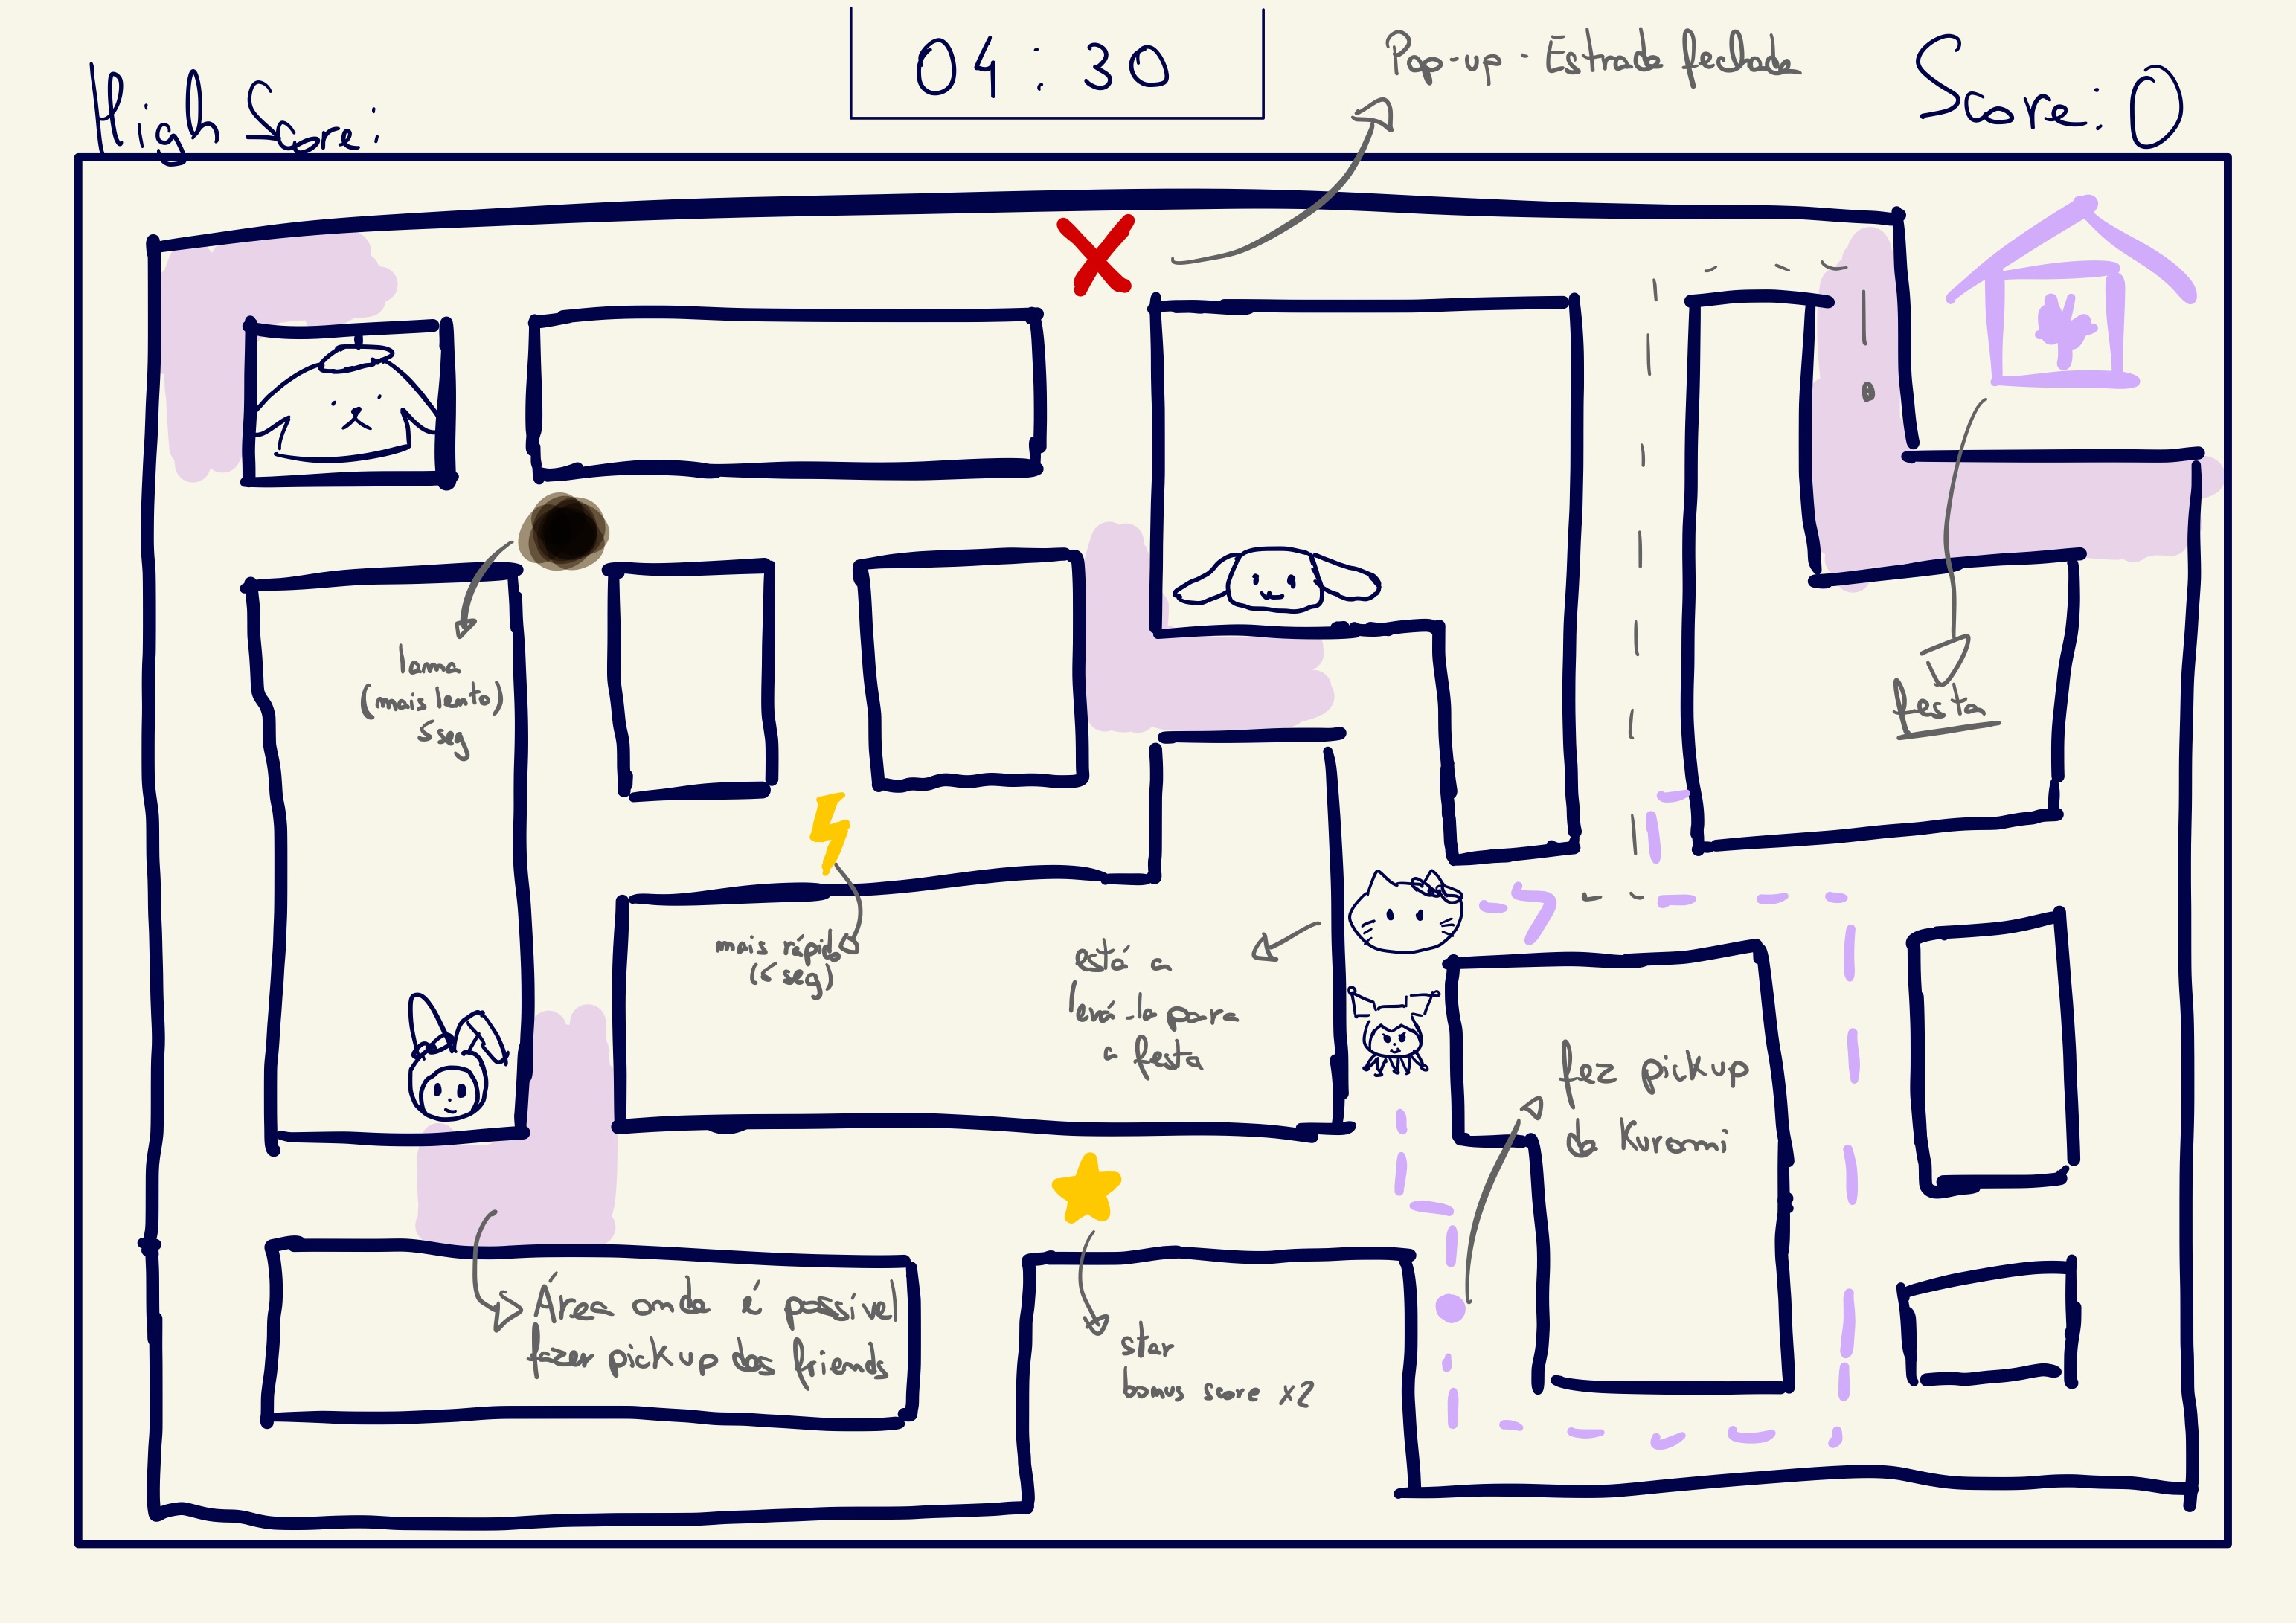 High Score:
04:30
Pop-up - Estrada fechada
Score: 0
lama
(mais lento)
5seg
festa
mais rápido
(5 seg)
está a
levá-la para
a festa
fez pickup
da Kuromi
Área onde é possível
fazer pickup dos friends
star
bonus score x2